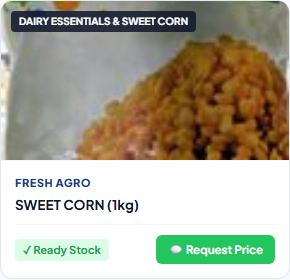 DAIRY ESSENTIALS & SWEET CORN
FRESH AGRO
SWEET CORN (1kg)
✓ Ready Stock
Request Price